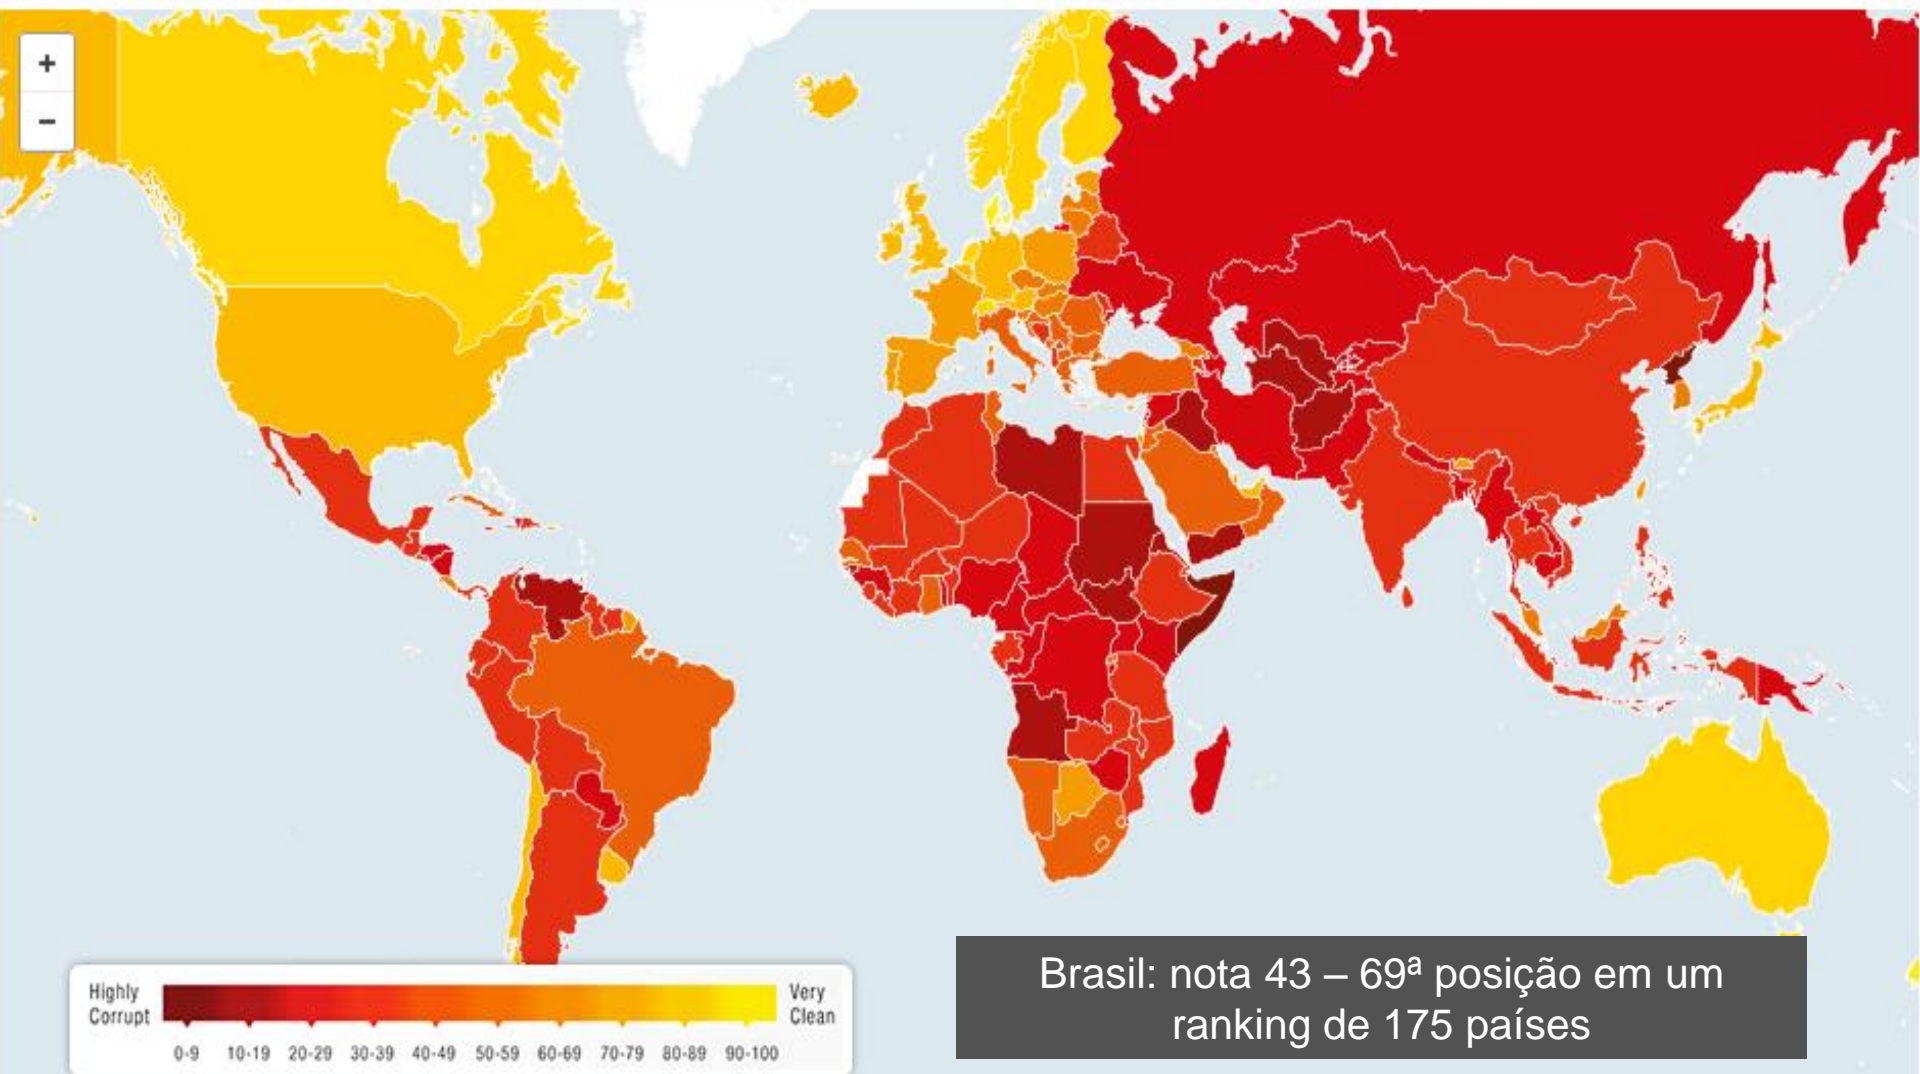 +
−
Highly
Corrupt
Very
Clean
0-9 10-19 20-29 30-39 40-49 50-59 60-69 70-79 80-89 90-100
Brasil: nota 43 – 69ª posição em um
ranking de 175 países